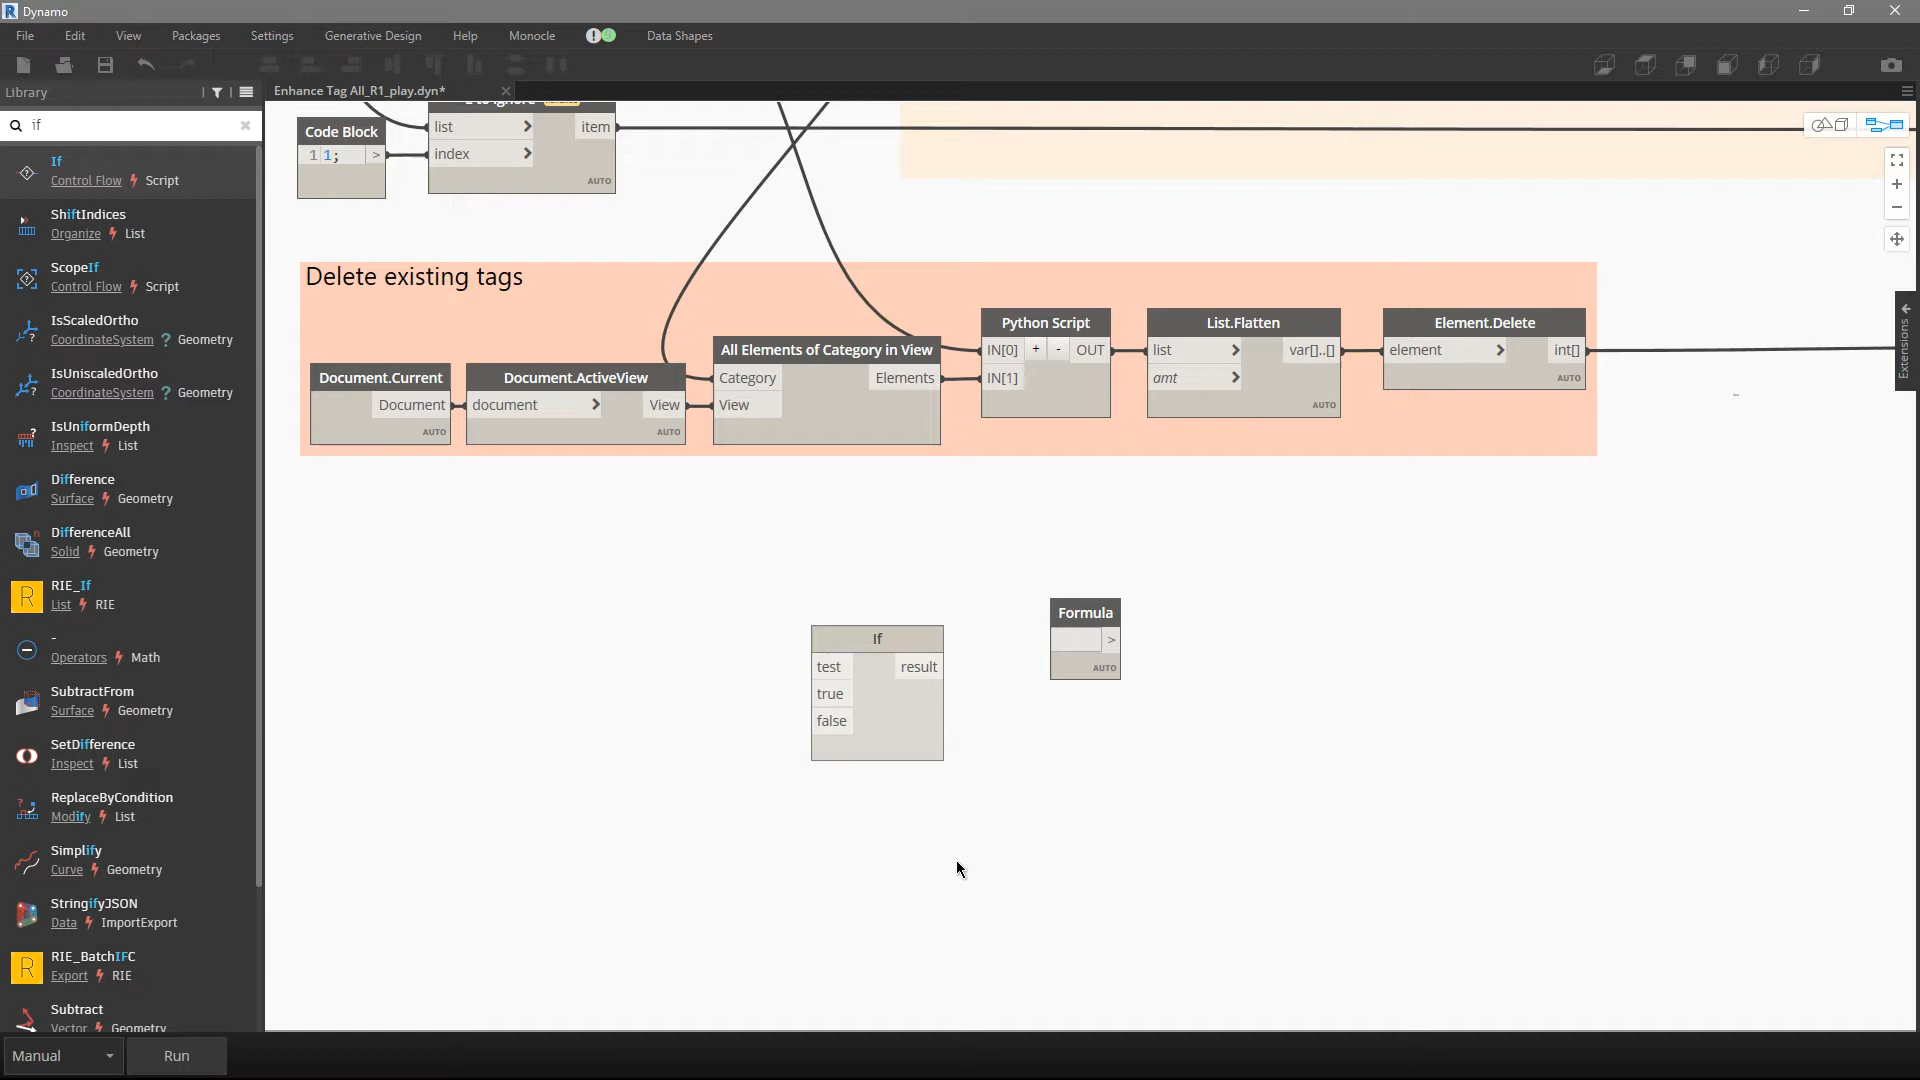 Dynamo
File Edit View Packages Settings Generative Design Help Monocle Data Shapes
Library
Enhance Tag All_R1_play.dyn*
if
If
Control Flow Script
ShiftIndices
Organize List
ScopeIf
Control Flow Script
IsScaledOrtho
CoordinateSystem ? Geometry
IsUniscaledOrtho
CoordinateSystem ? Geometry
IsUniformDepth
Inspect List
Difference
Surface Geometry
DifferenceAll
Solid Geometry
RIE_If
List RIE
-
Operators Math
SubtractFrom
Surface Geometry
SetDifference
Inspect List
ReplaceByCondition
Modify List
Simplify
Curve Geometry
StringifyJSON
Data ImportExport
RIE_BatchIFC
Export RIE
Subtract
Vector Geometry
Code Block
1 1; >
list > item
index >
AUTO
Delete existing tags
Document.Current
Document
AUTO
Document.ActiveView
document > View
AUTO
All Elements of Category in View
Category Elements
View
Python Script
IN[0] + - OUT
IN[1]
List.Flatten
list > var[]..[]
amt >
AUTO
Element.Delete
element > int[]
AUTO
If
test result
true
false
Formula
>
AUTO
Extensions
Manual Run